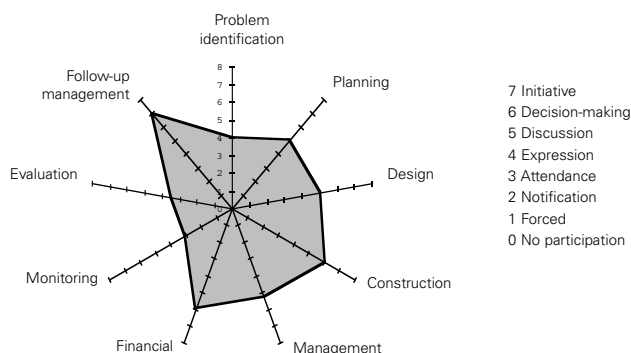 Problem
identification
Follow-up
management
Planning
8
7
6
5
4
3
2
1
0
Evaluation
Design
Monitoring
Construction
Financial
Management
7 Initiative
6 Decision-making
5 Discussion
4 Expression
3 Attendance
2 Notification
1 Forced
0 No participation